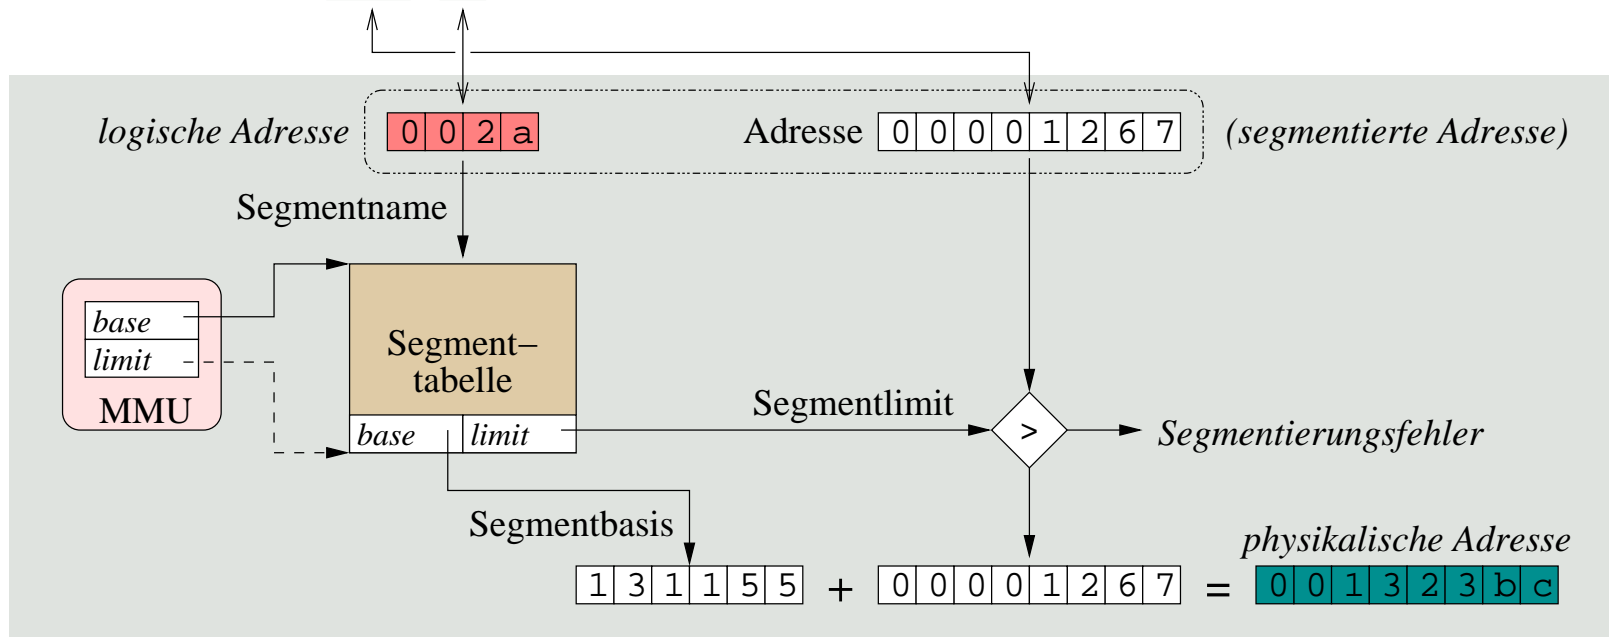 logische Adresse 0 0 2 a Adresse 0 0 0 0 1 2 6 7 (segmentierte Adresse)
Segmentname
base
limit
MMU
Segment–
tabelle
base limit
Segmentlimit
>
Segmentierungsfehler
Segmentbasis
physikalische Adresse
1 3 1 1 5 5 + 0 0 0 0 1 2 6 7 = 0 0 1 3 2 3 b c